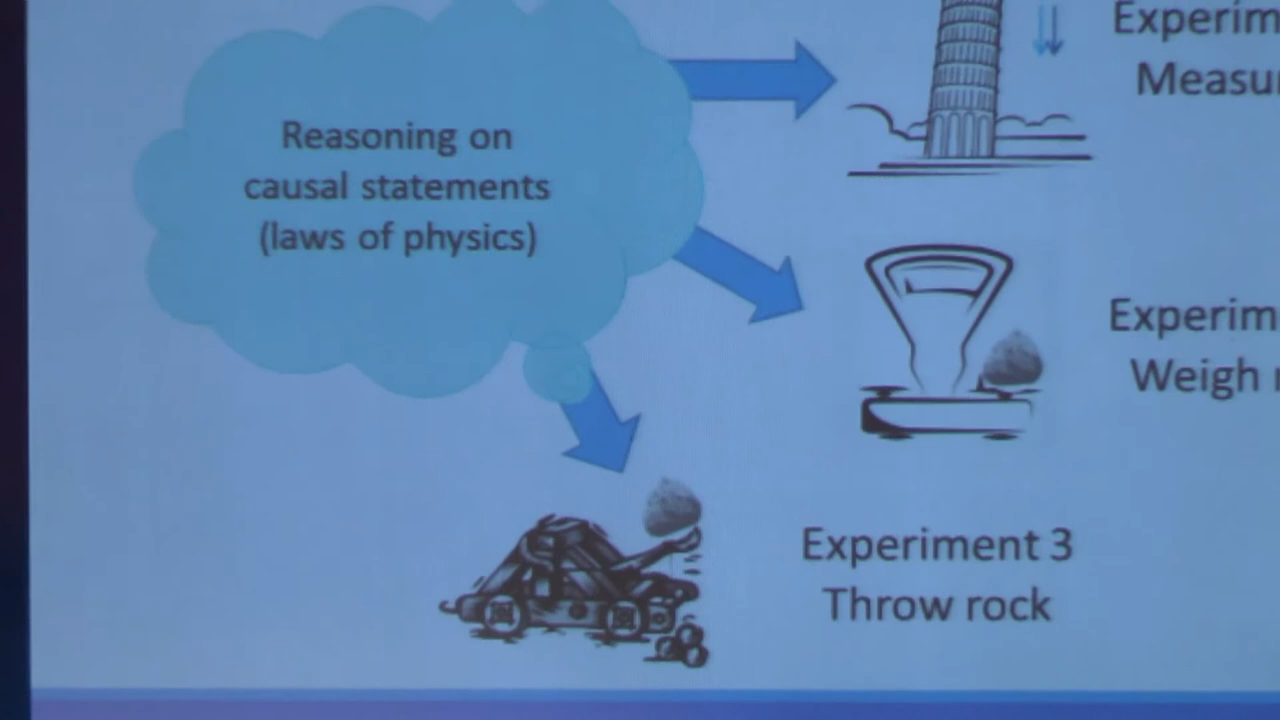 Reasoning on
causal statements
(laws of physics)
Experim
Measu
Experim
Weigh
Experiment 3
Throw rock